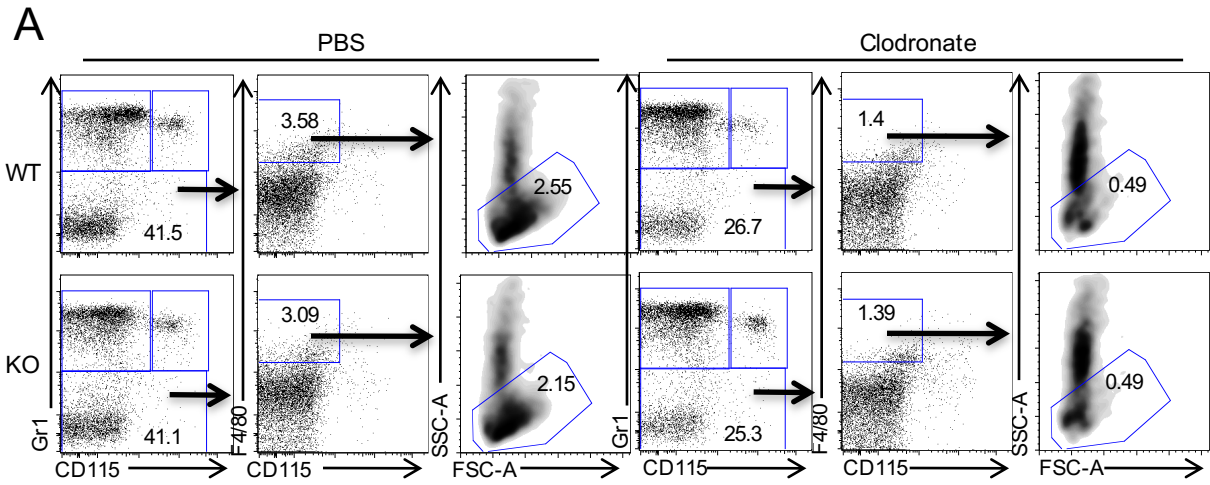 A
PBS Clodronate
WT 3.58 2.55 1.4 0.49
41.5 26.7
KO 3.09 2.15 1.39 0.49
41.1 25.3
Gr1 F4/80 SSC-A Gr1 F4/80 SSC-A
CD115 CD115 FSC-A CD115 CD115 FSC-A